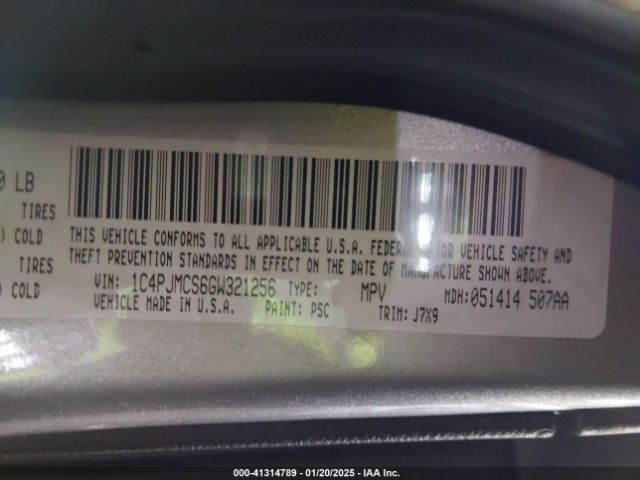 0 LB
TIRES
) COLD
TIRES
) COLD
THIS VEHICLE CONFORMS TO ALL APPLICABLE U.S.A. FEDERAL MOTOR VEHICLE SAFETY AND
THEFT PREVENTION STANDARDS IN EFFECT ON THE DATE OF MANUFACTURE SHOWN ABOVE.
VIN: 1C4PJMCS6GW321256 TYPE: MPV MDH:051414 507AA
VEHICLE MADE IN U.S.A. PAINT: PSC TRIM: J7X9
000-41314789 - 01/20/2025 - IAA Inc.